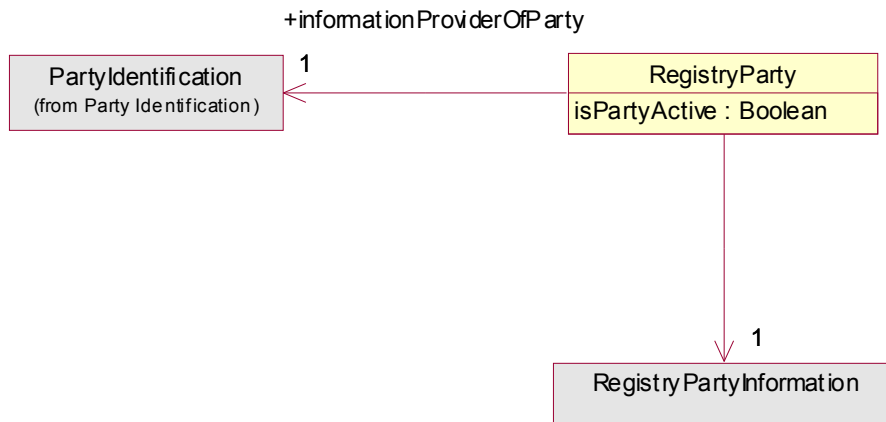 +informationProviderOfParty
1
PartyIdentification
(from Party Identification)
RegistryParty
isPartyActive : Boolean
1
RegistryPartyInformation